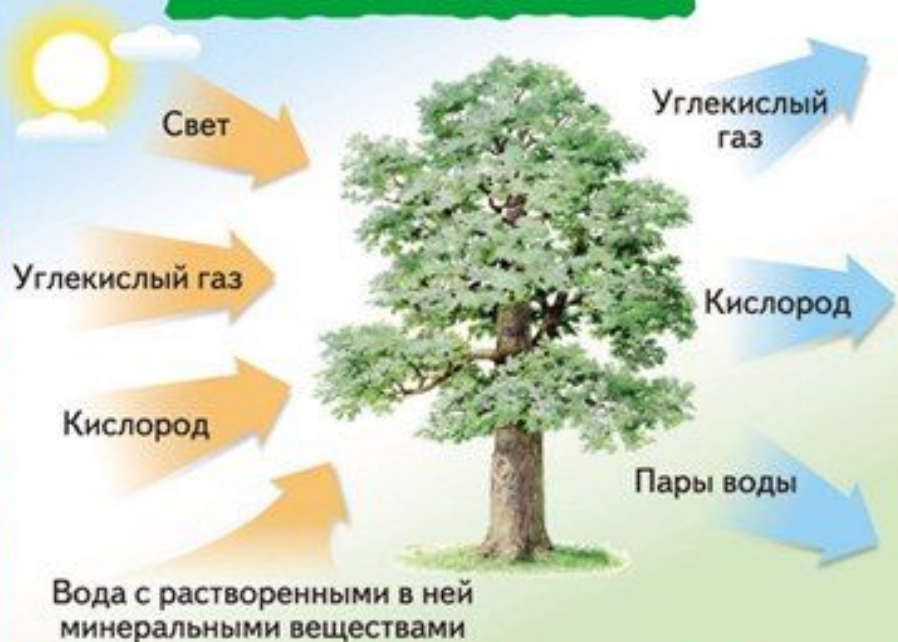 Свет
Углекислый газ
Кислород
Вода с растворенными в ней
минеральными веществами
Углекислый
газ
Кислород
Пары воды